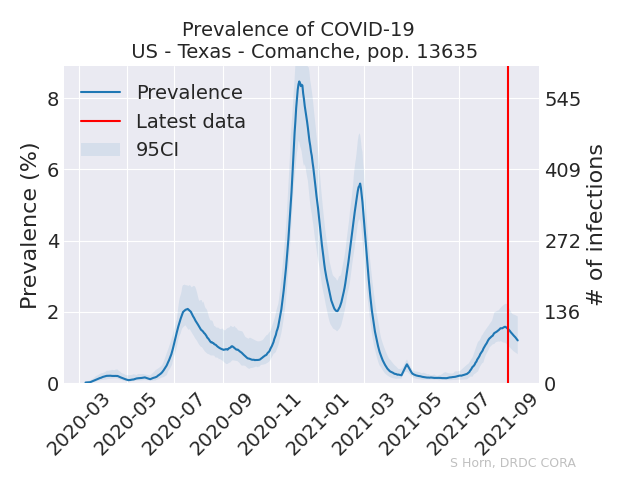 Prevalence of COVID-19
US - Texas - Comanche, pop. 13635
Prevalence
Latest data
95CI
Prevalence (%)
8
6
4
2
0
545
409
272
136
0
# of infections
2020-03
2020-05
2020-07
2020-09
2020-11
2021-01
2021-03
2021-05
2021-07
2021-09
S Horn, DRDC CORA